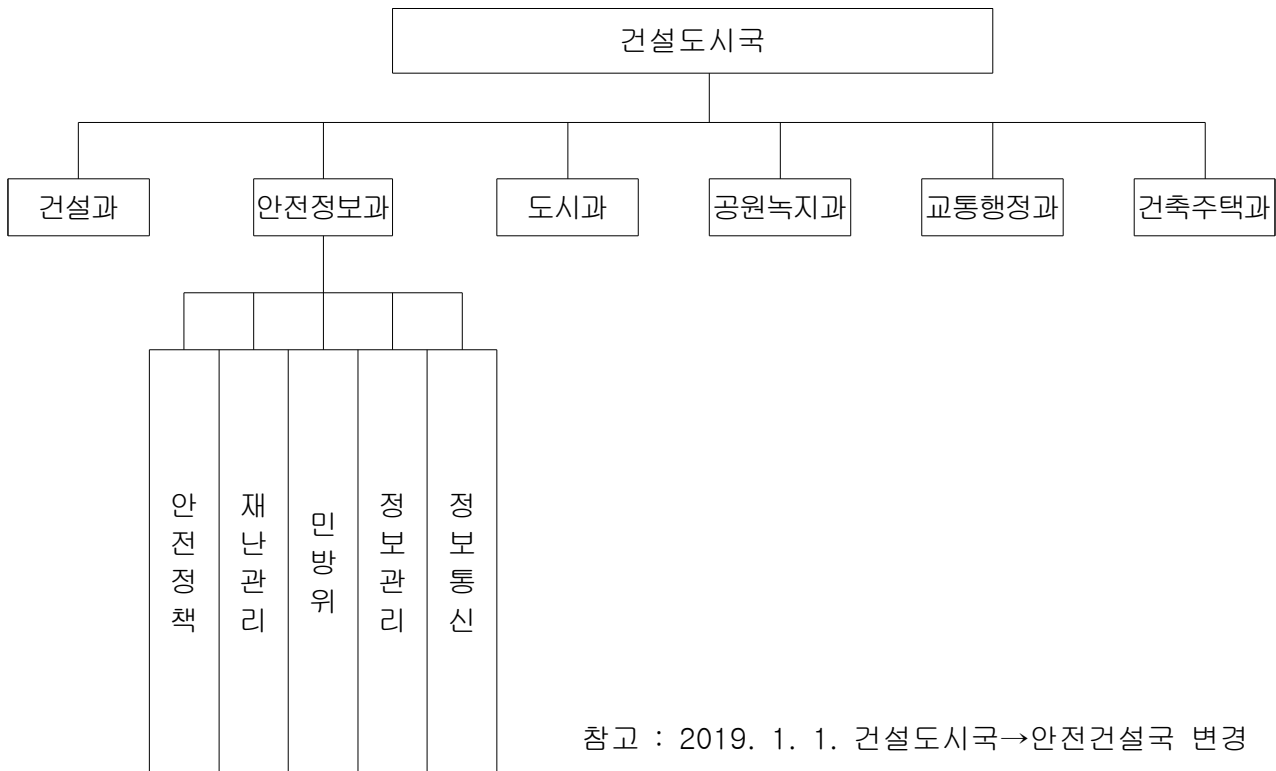 건설도시국
건설과
안전정보과
도시과
공원녹지과
교통행정과
건축주택과
안전정책
재난관리
민방위
정보관리
정보통신
참고 : 2019. 1. 1. 건설도시국→안전건설국 변경